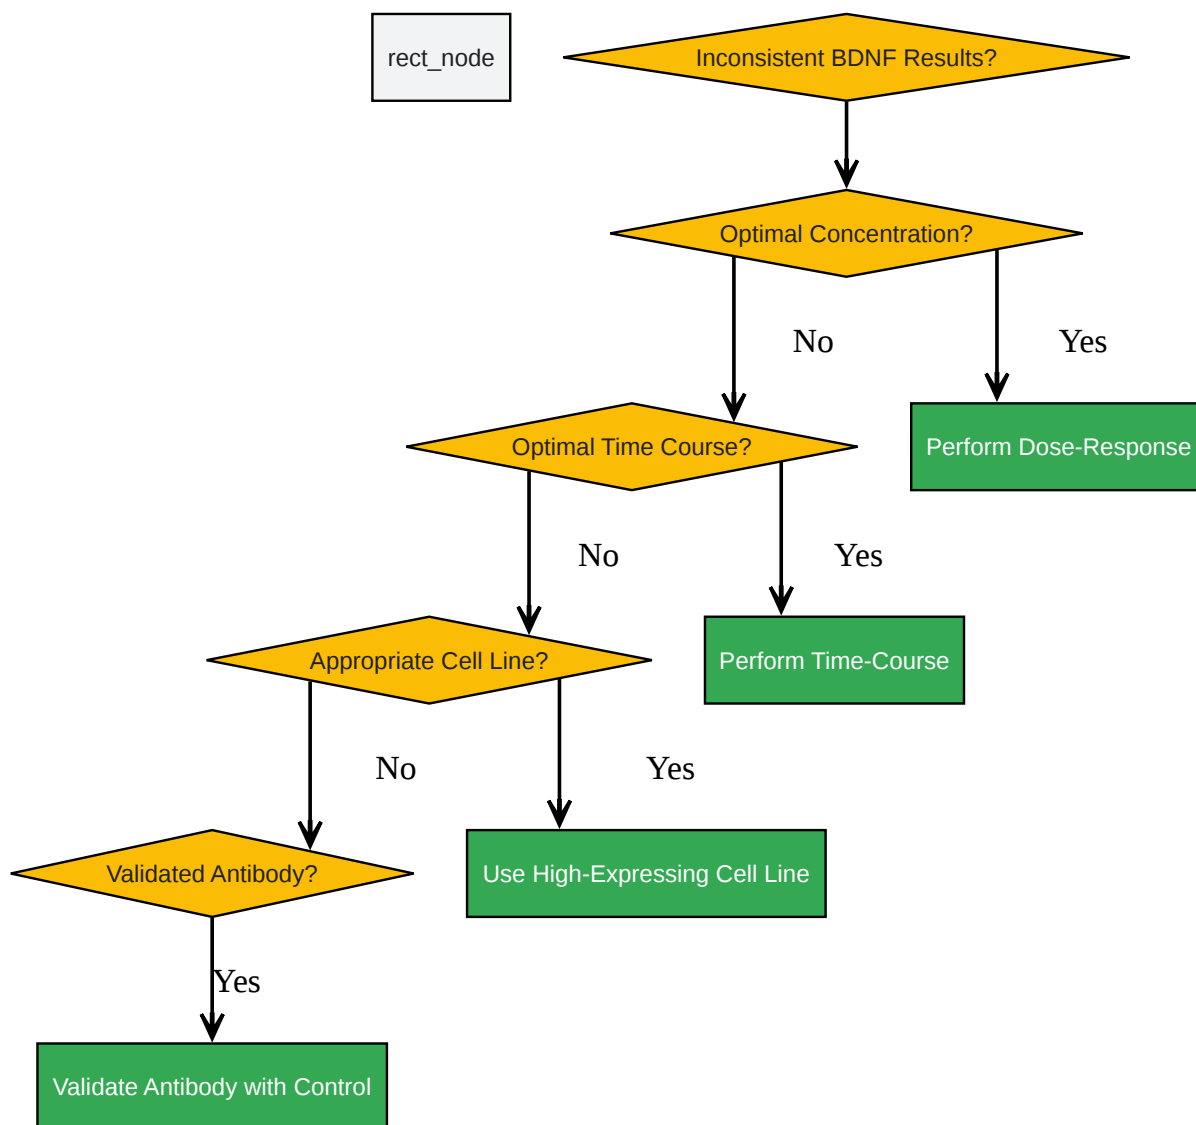 rect_node
Inconsistent BDNF Results?
Optimal Concentration?
No
Yes
Optimal Time Course?
Perform Dose-Response
No
Yes
Appropriate Cell Line?
Perform Time-Course
No
Yes
Validated Antibody?
Use High-Expressing Cell Line
Yes
Validate Antibody with Control